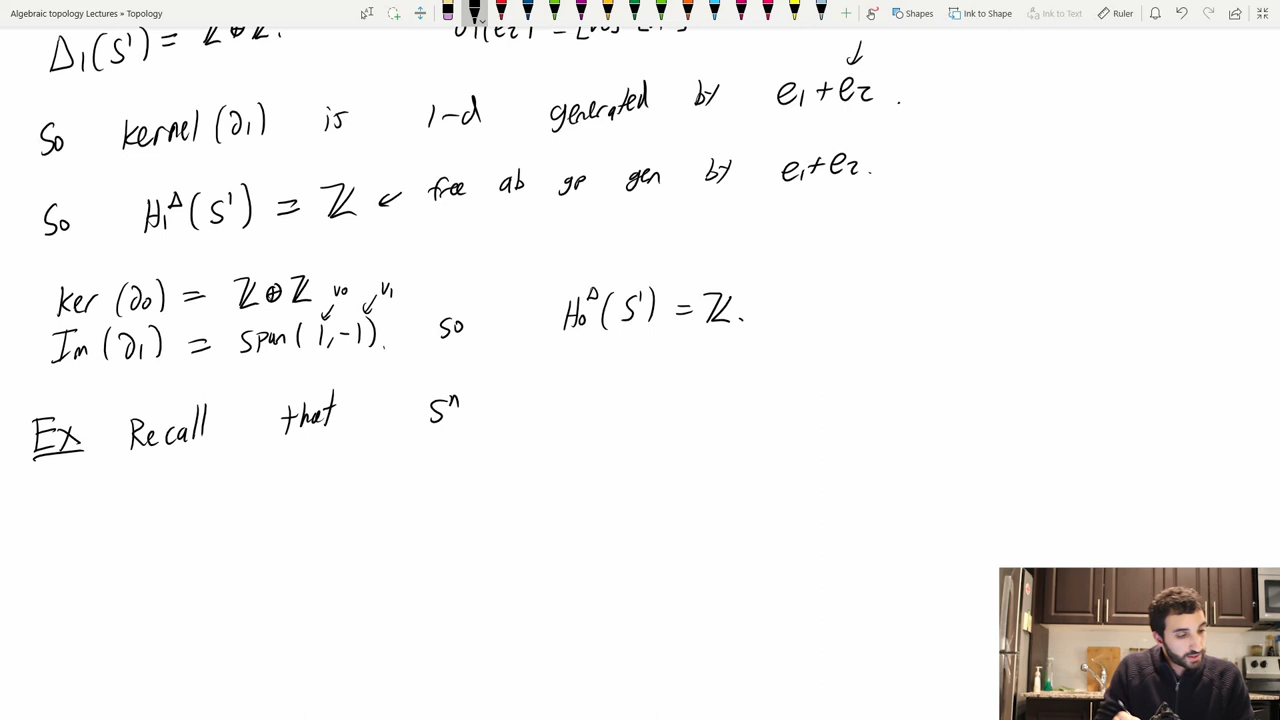 Algebraic topology Lectures » Topology
Shapes
Ink to Shape
Ink to Text
Ruler
Δ₁(S¹) = ℤ⊕ℤ.
So kernel(∂₁) is 1-d generated by e₁+e₂.
So H₁^Δ(S¹) = ℤ ← free ab gp gen by e₁+e₂.
ker(∂₀) = ℤ⊕ℤ v₀ v₁
Im(∂₁) = span(1,-1). so H₀^Δ(S¹) = ℤ.
Ex Recall that Sⁿ